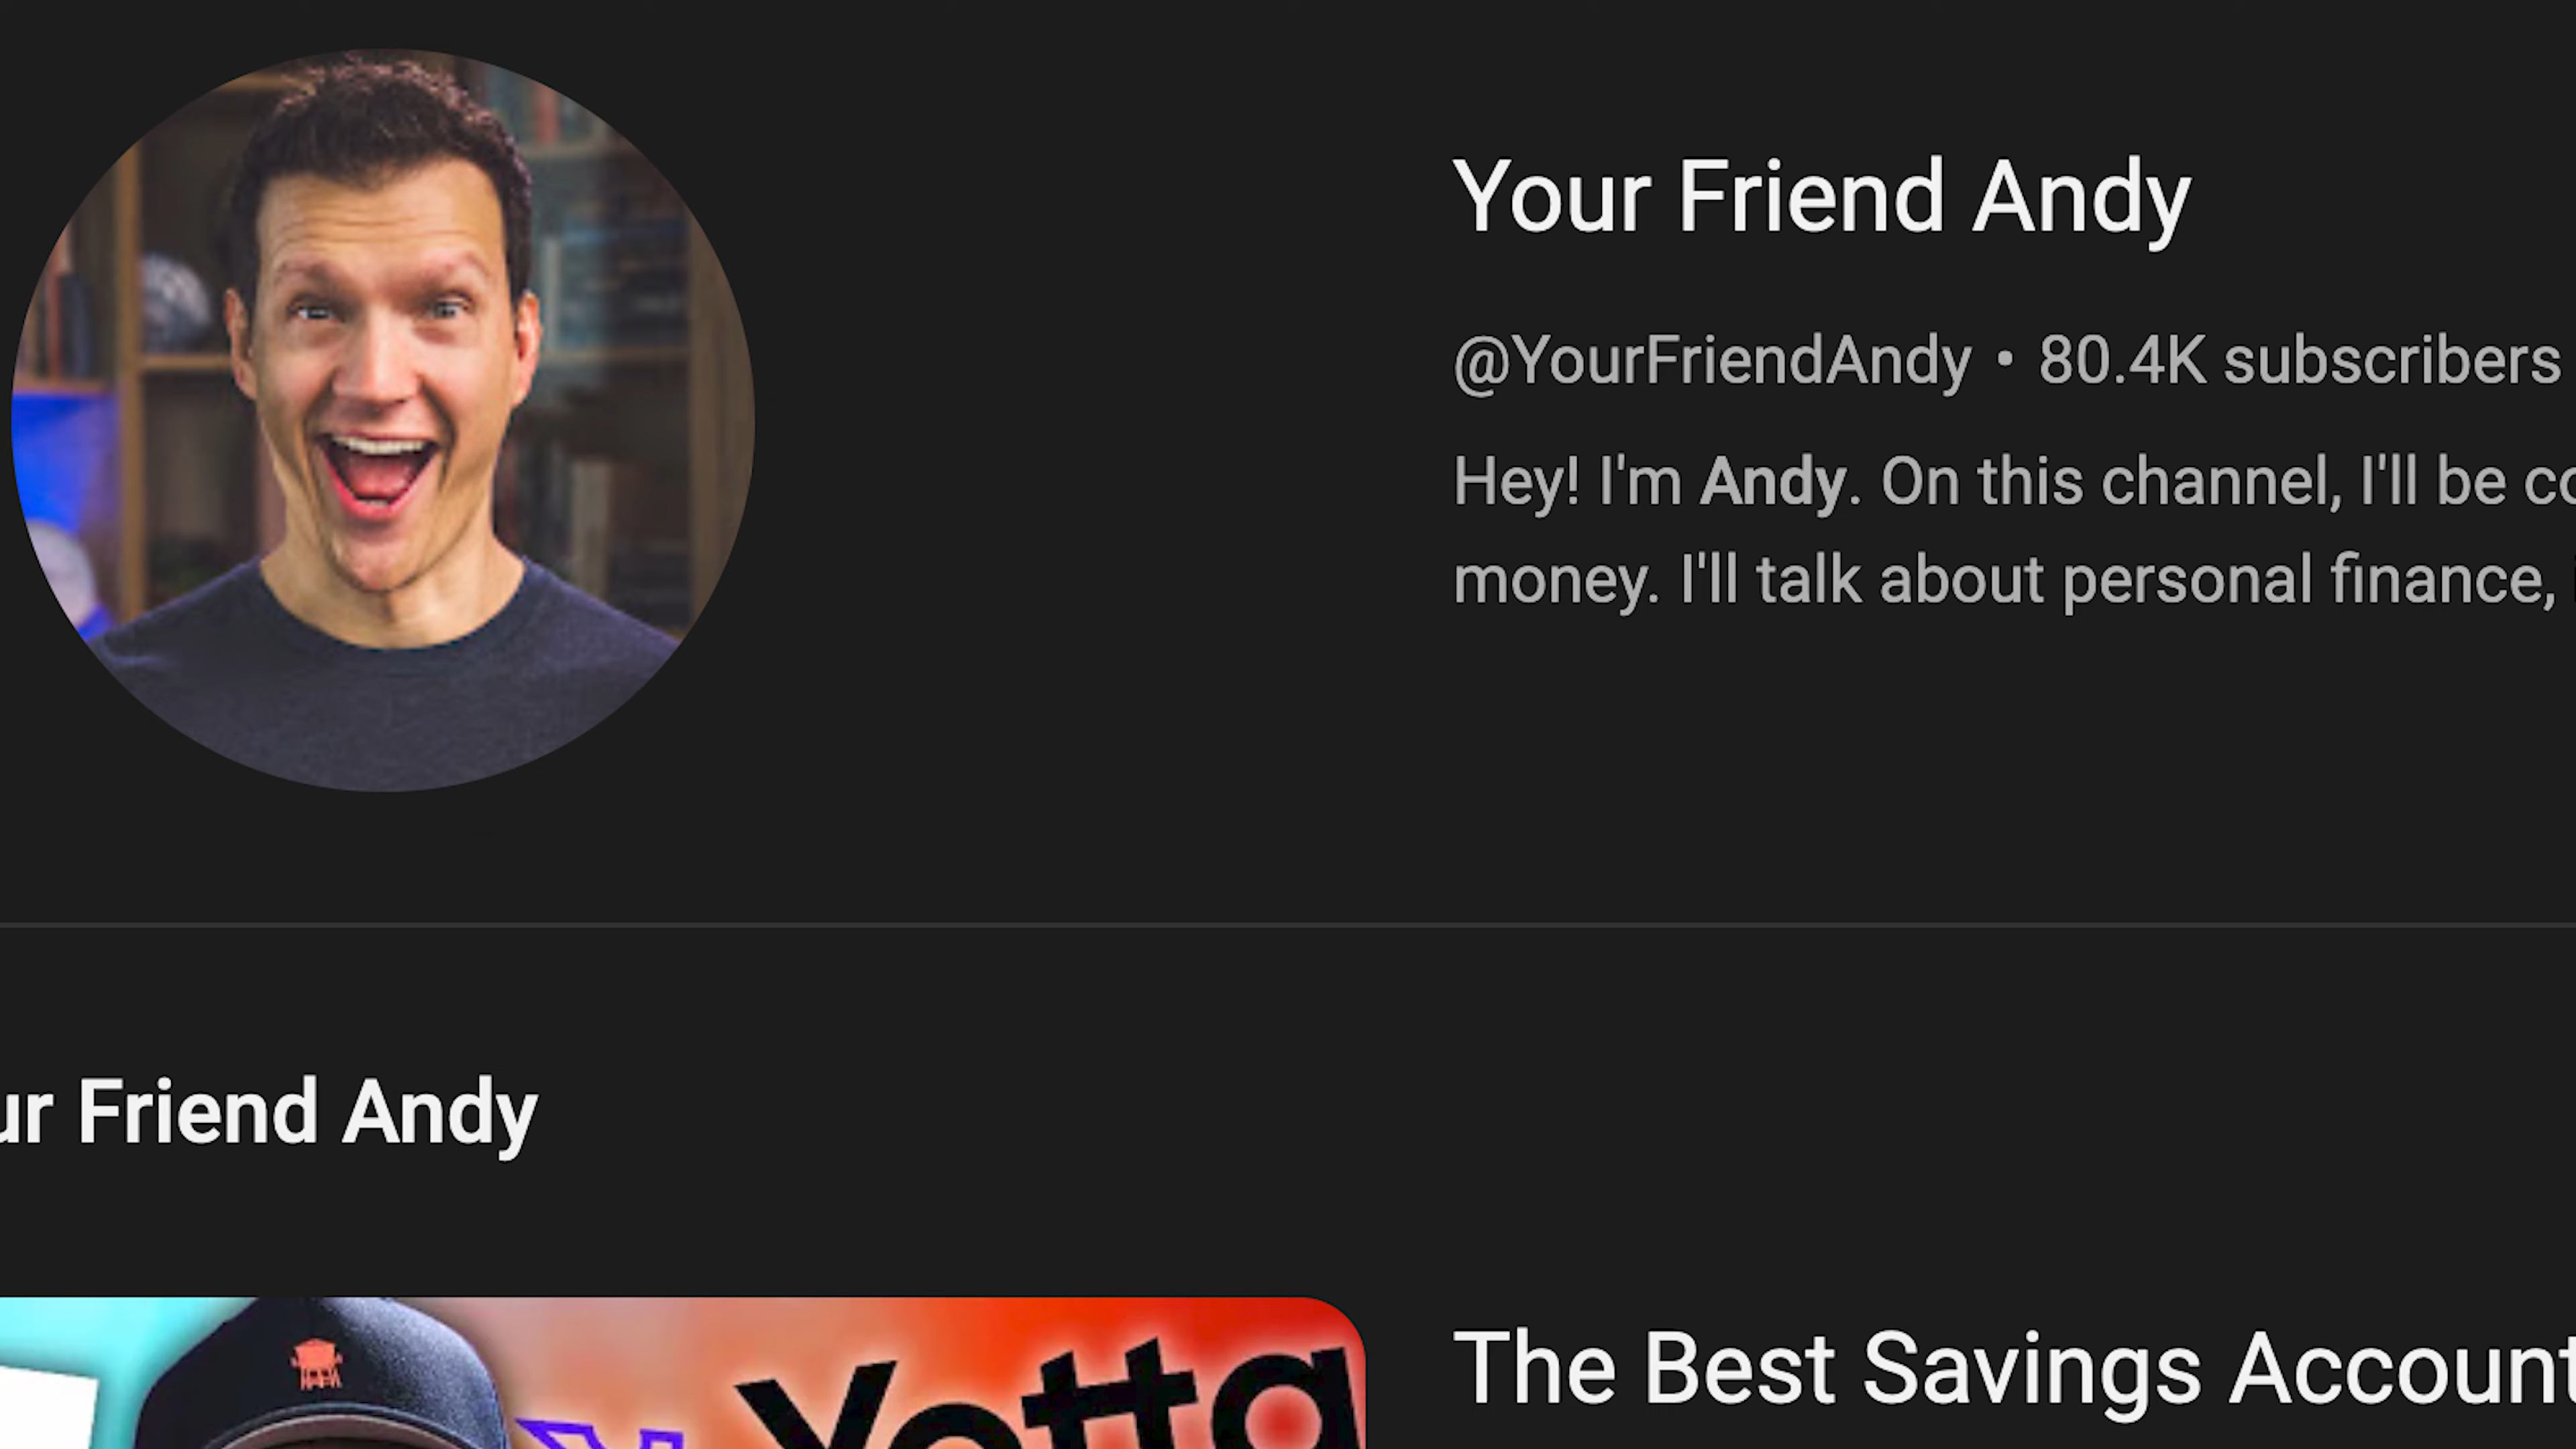 Your Friend Andy
@YourFriendAndy • 80.4K subscribers
Hey! I'm Andy. On this channel, I'll be co
money. I'll talk about personal finance,
ur Friend Andy
Yotta
The Best Savings Account